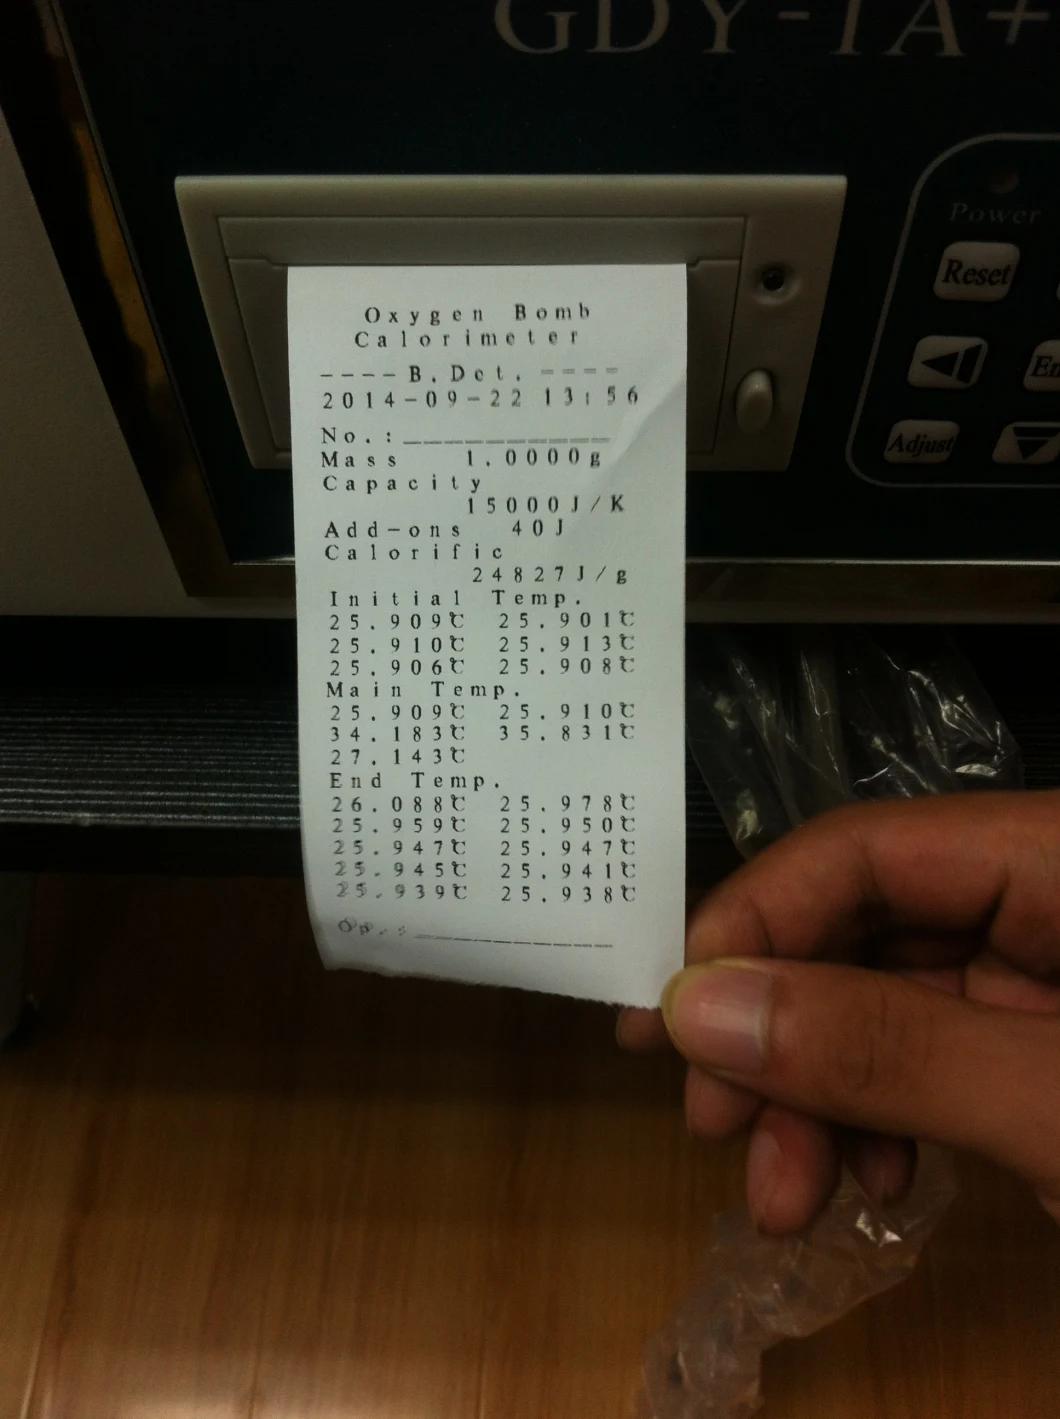 GDY-1A+
Power
Reset
Adjust
Oxygen Bomb
Calorimeter
----B.Det.----
2014-09-22 13:56
No.:____________
Mass 1.0000g
Capacity
15000J/K
Add-ons 40J
Calorific
24827J/g
Initial Temp.
25.909℃ 25.901℃
25.910℃ 25.913℃
25.906℃ 25.908℃
Main Temp.
25.909℃ 25.910℃
34.183℃ 35.831℃
27.143℃
End Temp.
26.088℃ 25.978℃
25.959℃ 25.950℃
25.947℃ 25.947℃
25.945℃ 25.941℃
25.939℃ 25.938℃
Op.:____________